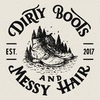 DIRTY BOOTS
EST. 2017
AND
MESSY HAIR